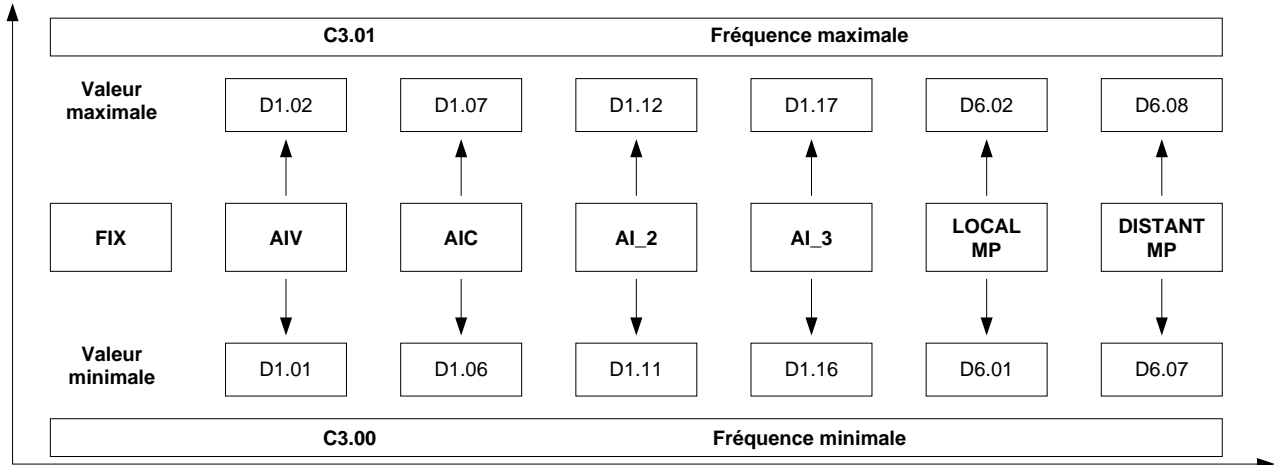 C3.01 Fréquence maximale
Valeur
maximale
D1.02 D1.07 D1.12 D1.17 D6.02 D6.08
FIX AIV AIC AI_2 AI_3 LOCAL
MP DISTANT
MP
Valeur
minimale
D1.01 D1.06 D1.11 D1.16 D6.01 D6.07
C3.00 Fréquence minimale